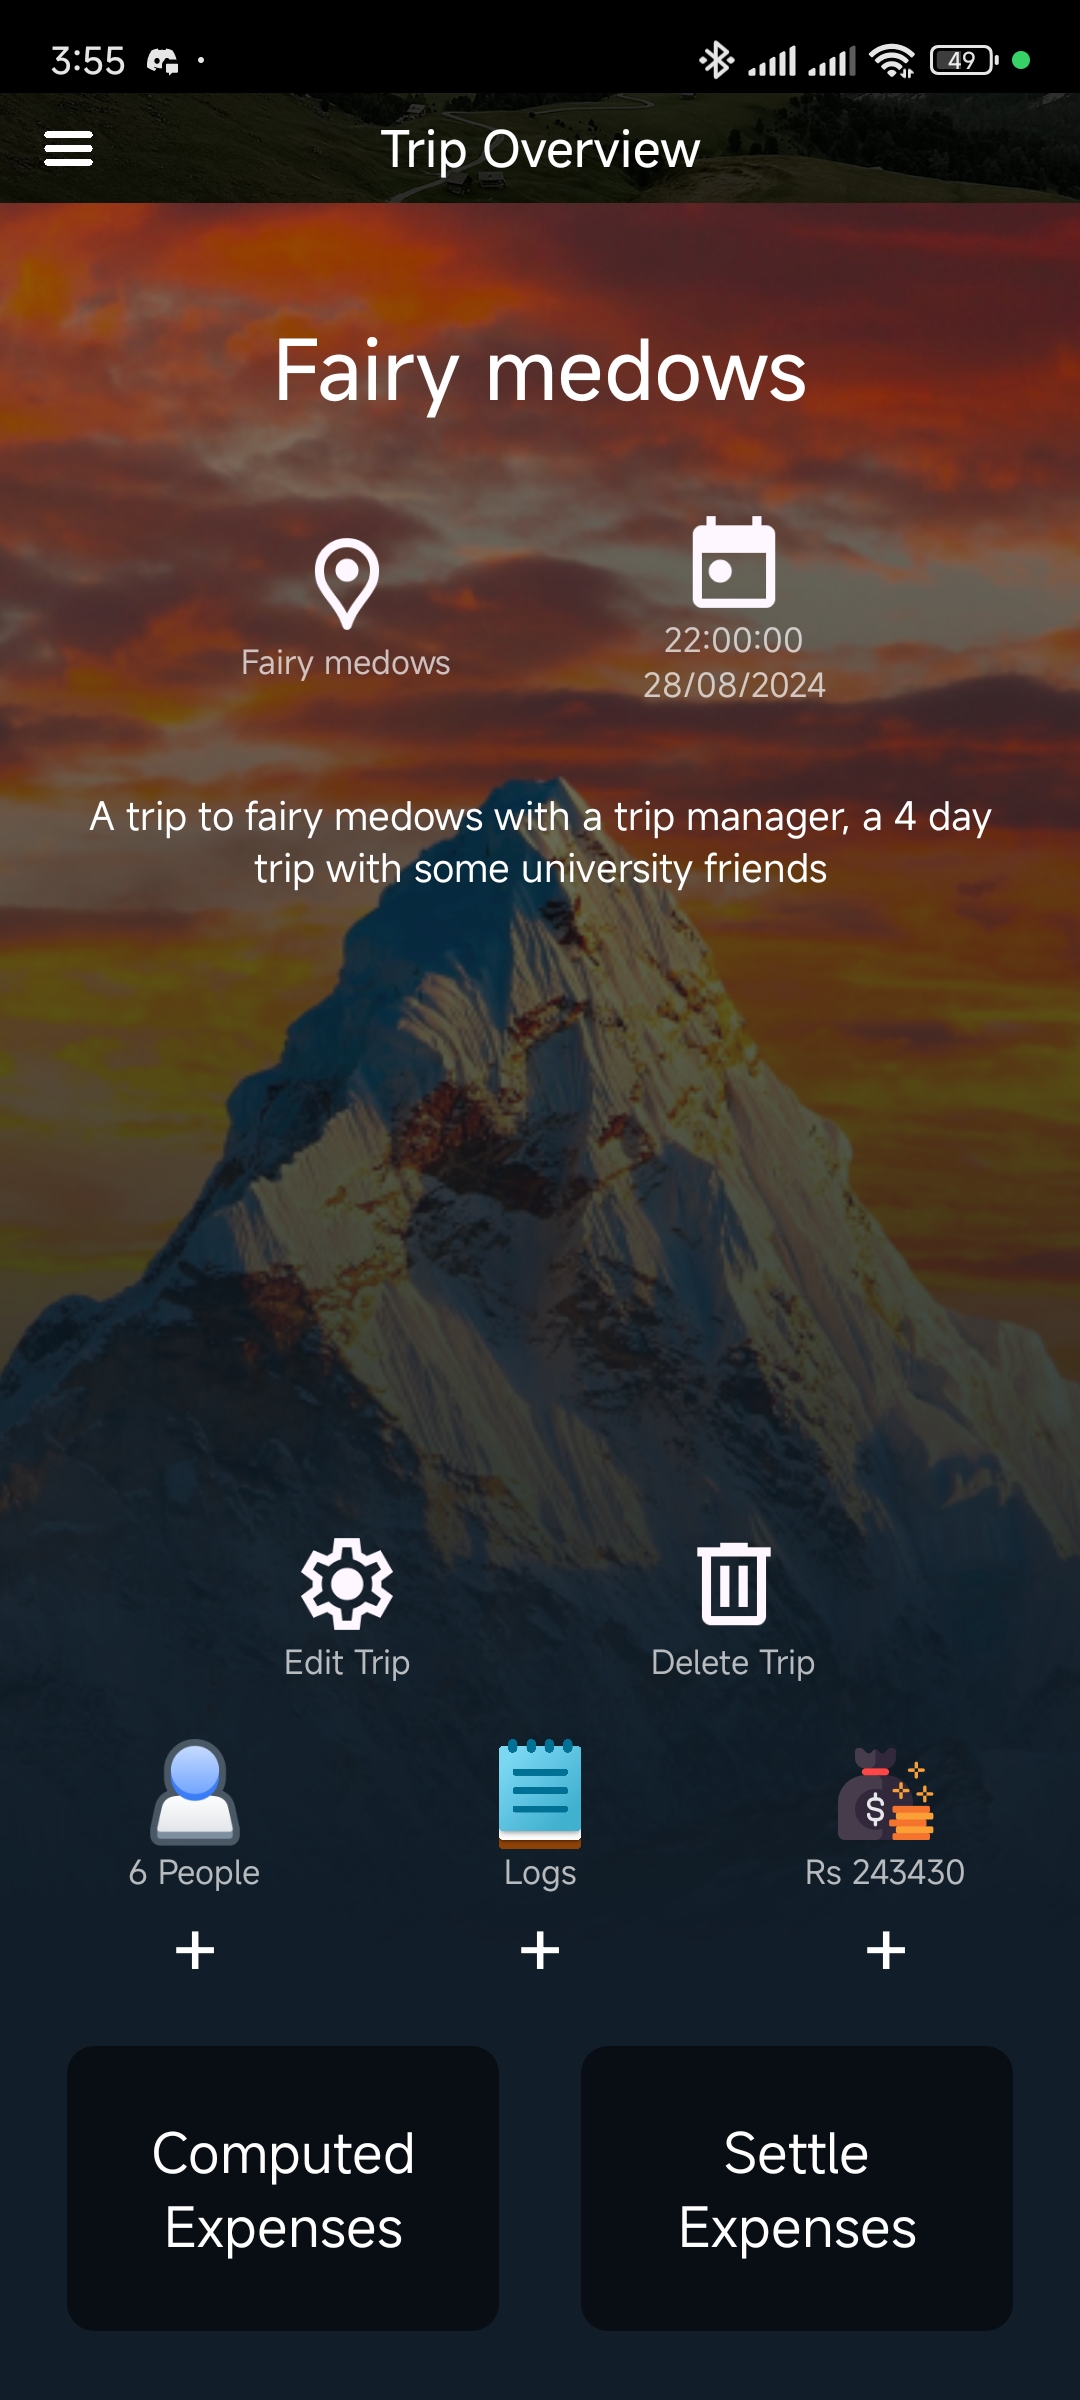 3:55
49
Trip Overview
Fairy medows
Fairy medows
22:00:00
28/08/2024
A trip to fairy medows with a trip manager, a 4 day
trip with some university friends
Edit Trip
Delete Trip
$
6 People
Logs
Rs 243430
+
+
+
Computed
Expenses
Settle
Expenses